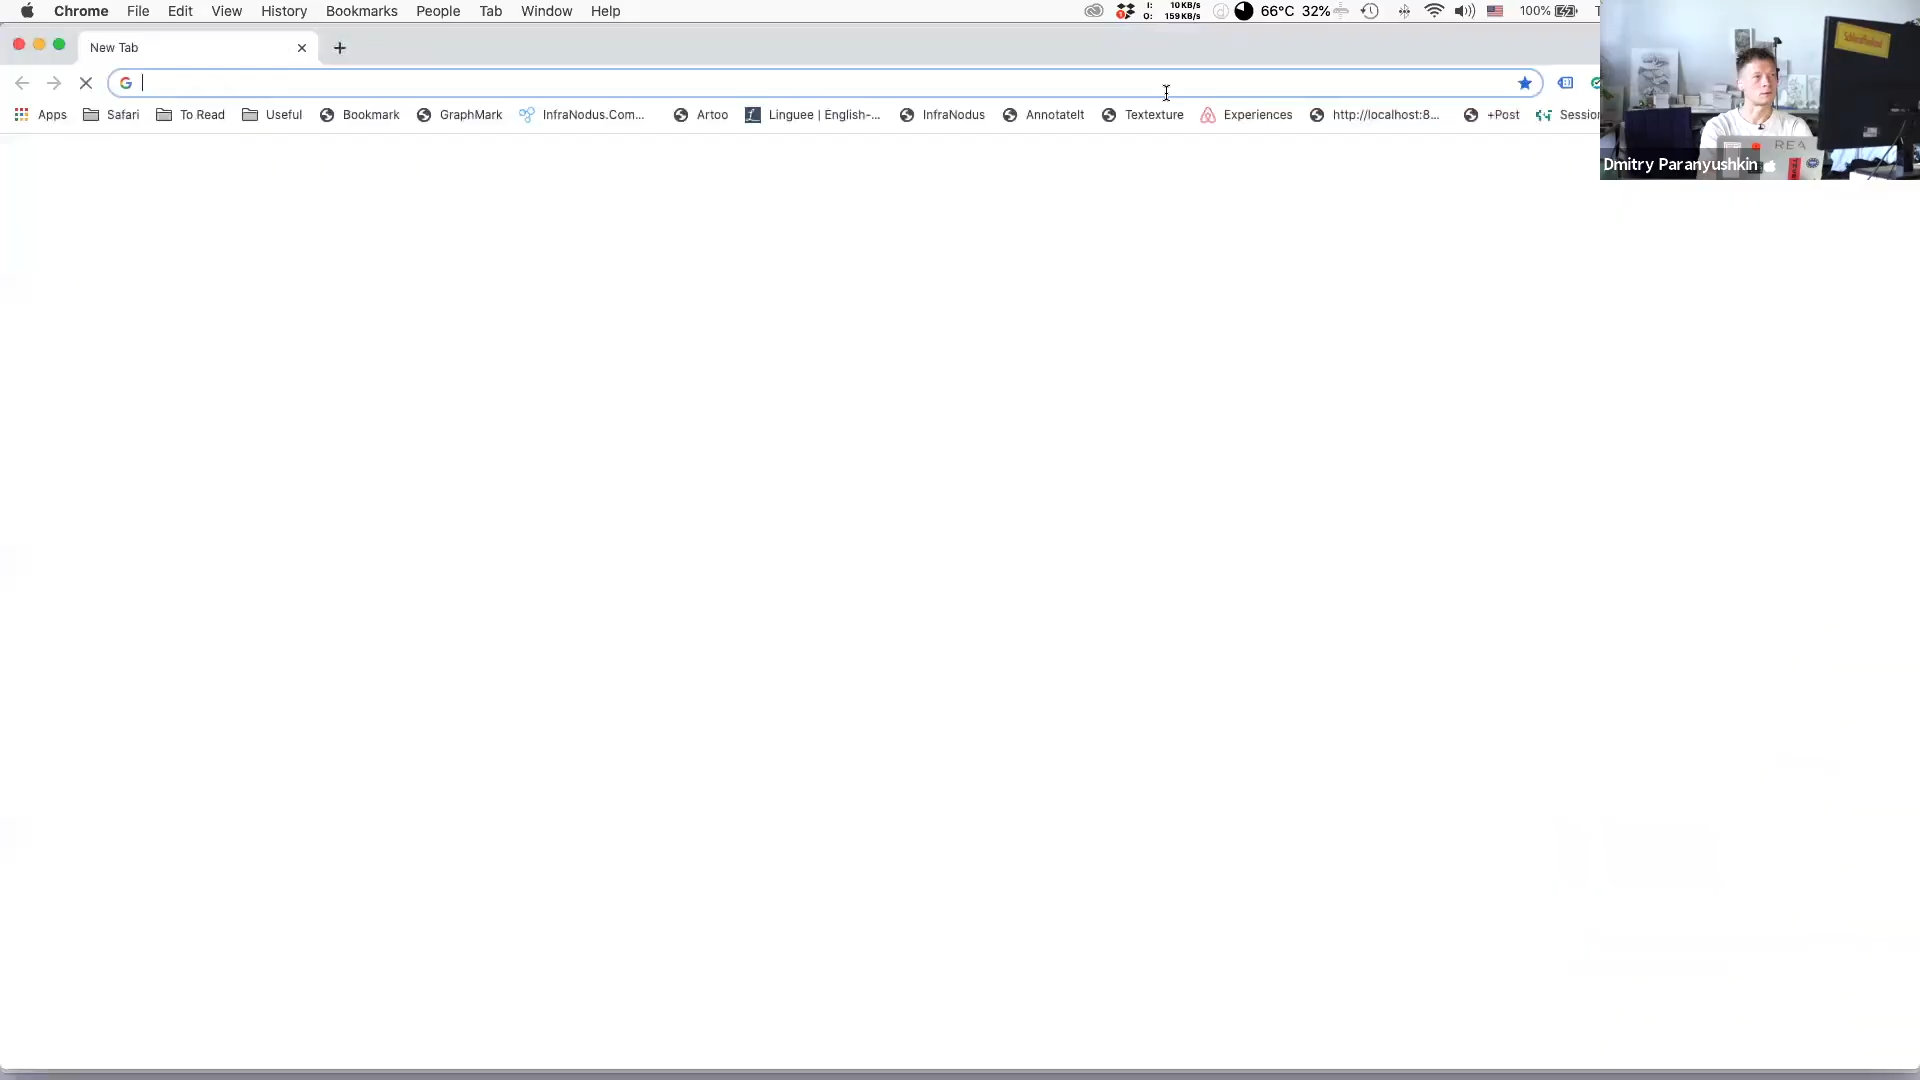 Chrome File Edit View History Bookmarks People Tab Window Help I: 10KB/s 66°C 32% 100%
O: 159KB/s
New Tab
Apps Safari To Read Useful Bookmark GraphMark InfraNodus.Com... Artoo Linguee | English-... InfraNodus AnnotateIt Textexture Experiences http://localhost:8... +Post Sessio
REA
Dmitry Paranyushkin